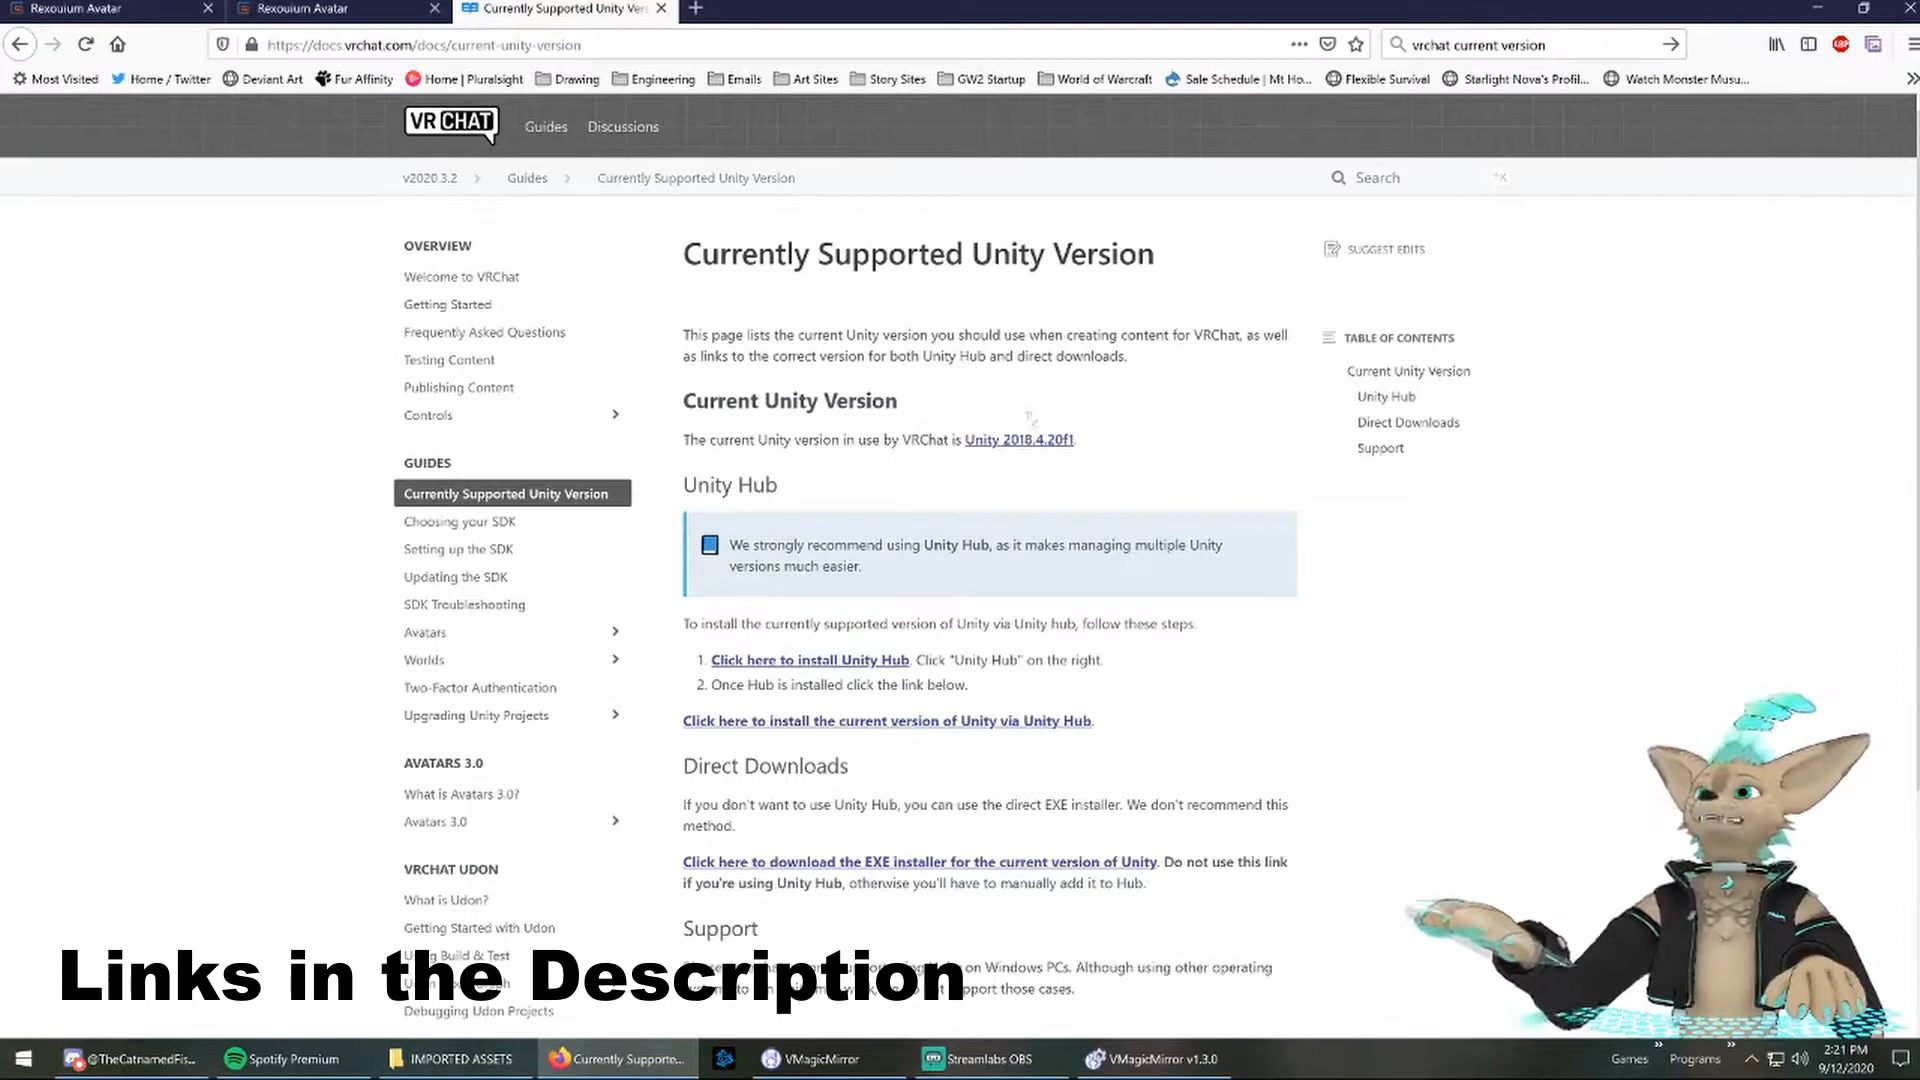 Rexouium Avatar
Rexouium Avatar
Currently Supported Unity Ver
https://docs.vrchat.com/docs/current-unity-version
vrchat current version
ABP
Most Visited
Home / Twitter
Deviant Art
Fur Affinity
Home | Pluralsight
Drawing
Engineering
Emails
Art Sites
Story Sites
GW2 Startup
World of Warcraft
Sale Schedule | Mt Ho...
Flexible Survival
Starlight Nova's Profil...
Watch Monster Musu...
VRCHAT
Guides
Discussions
v2020.3.2
Guides
Currently Supported Unity Version
Search
OVERVIEW
Welcome to VRChat
Getting Started
Frequently Asked Questions
Testing Content
Publishing Content
Controls
GUIDES
Currently Supported Unity Version
Choosing your SDK
Setting up the SDK
Updating the SDK
SDK Troubleshooting
Avatars
Worlds
Two-Factor Authentication
Upgrading Unity Projects
AVATARS 3.0
What is Avatars 3.0?
Avatars 3.0
VRCHAT UDON
What is Udon?
Getting Started with Udon
Build & Test
Debugging Udon Projects
Currently Supported Unity Version
This page lists the current Unity version you should use when creating content for VRChat, as well
as links to the correct version for both Unity Hub and direct downloads.
Current Unity Version
The current Unity version in use by VRChat is Unity 2018.4.20f1.
Unity Hub
We strongly recommend using Unity Hub, as it makes managing multiple Unity
versions much easier.
To install the currently supported version of Unity via Unity hub, follow these steps.
1. Click here to install Unity Hub. Click "Unity Hub" on the right.
2. Once Hub is installed click the link below.
Click here to install the current version of Unity via Unity Hub.
Direct Downloads
If you don't want to use Unity Hub, you can use the direct EXE installer. We don't recommend this
method.
Click here to download the EXE installer for the current version of Unity. Do not use this link
if you're using Unity Hub, otherwise you'll have to manually add it to Hub.
Support
on Windows PCs. Although using other operating
support those cases.
SUGGEST EDITS
TABLE OF CONTENTS
Current Unity Version
Unity Hub
Direct Downloads
Support
Links in the Description
@TheCatnamedFis...
Spotify Premium
IMPORTED ASSETS
Currently Supporte...
VMagicMirror
Streamlabs OBS
VMagicMirror v1.3.0
Games
Programs
2:21 PM
9/12/2020